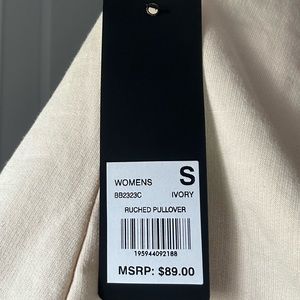 WOMENS S
BB2323C IVORY
RUCHED PULLOVER
195944092188
MSRP: $89.00